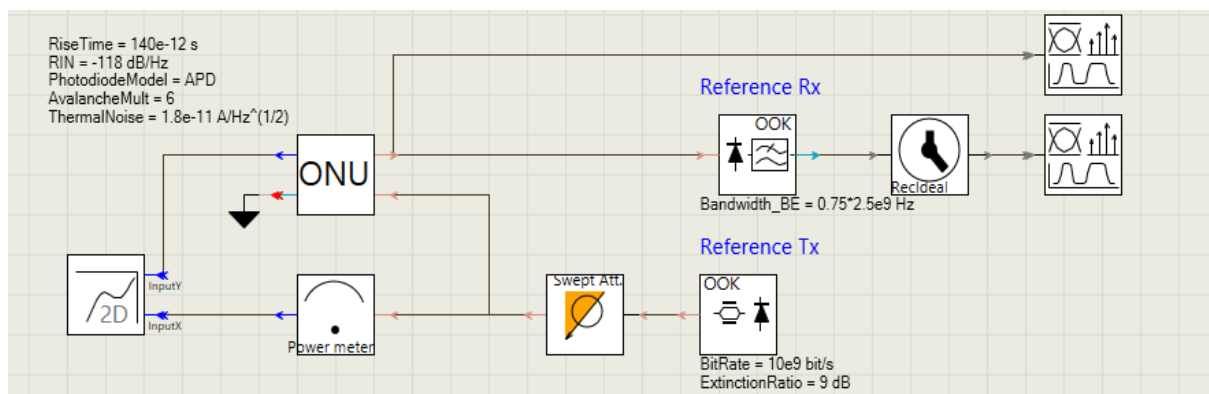 RiseTime = 140e-12 s
RIN = -118 dB/Hz
PhotodiodeModel = APD
AvalancheMult = 6
ThermalNoise = 1.8e-11 A/Hz^(1/2)
Reference Rx
OOK
ONU
RecIdeal
Bandwidth_BE = 0.75*2.5e9 Hz
Reference Tx
Swept Att.
OOK
InputY
2D
InputX
Power meter
BitRate = 10e9 bit/s
ExtinctionRatio = 9 dB